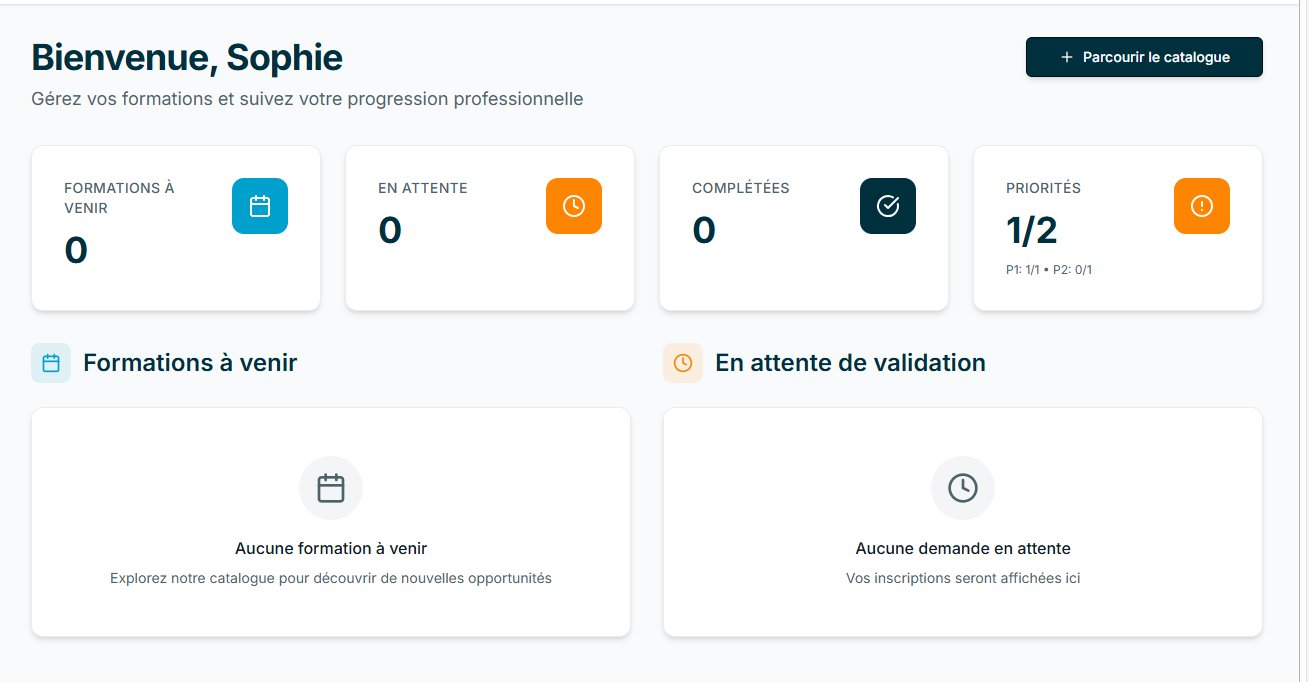 Bienvenue, Sophie
Parcourir le catalogue
Gérez vos formations et suivez votre progression professionnelle
FORMATIONS À
VENIR
0
EN ATTENTE
0
COMPLÉTÉES
0
PRIORITÉS
1/2
P1: 1/1 • P2: 0/1
Formations à venir
Aucune formation à venir
Explorez notre catalogue pour découvrir de nouvelles opportunités
En attente de validation
Aucune demande en attente
Vos inscriptions seront affichées ici